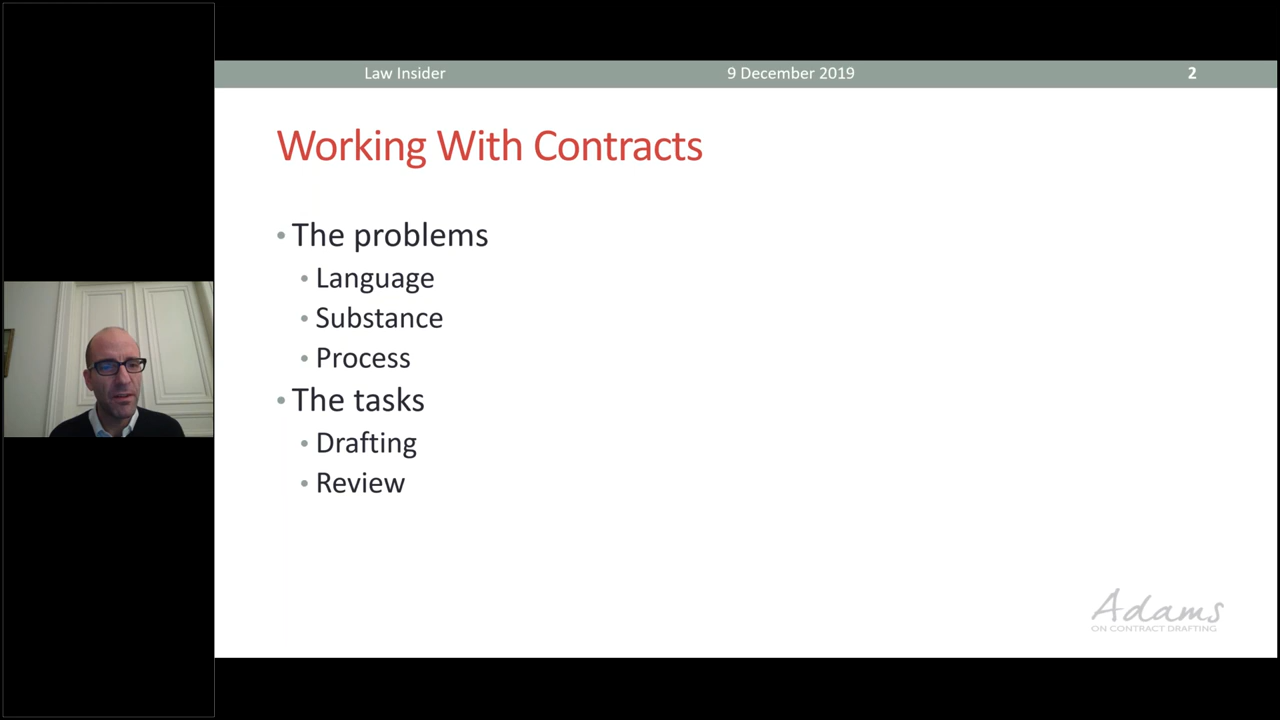 Law Insider 9 December 2019 2
Working With Contracts
• The problems
• Language
• Substance
• Process
• The tasks
• Drafting
• Review
Adams
ON CONTRACT DRAFTING